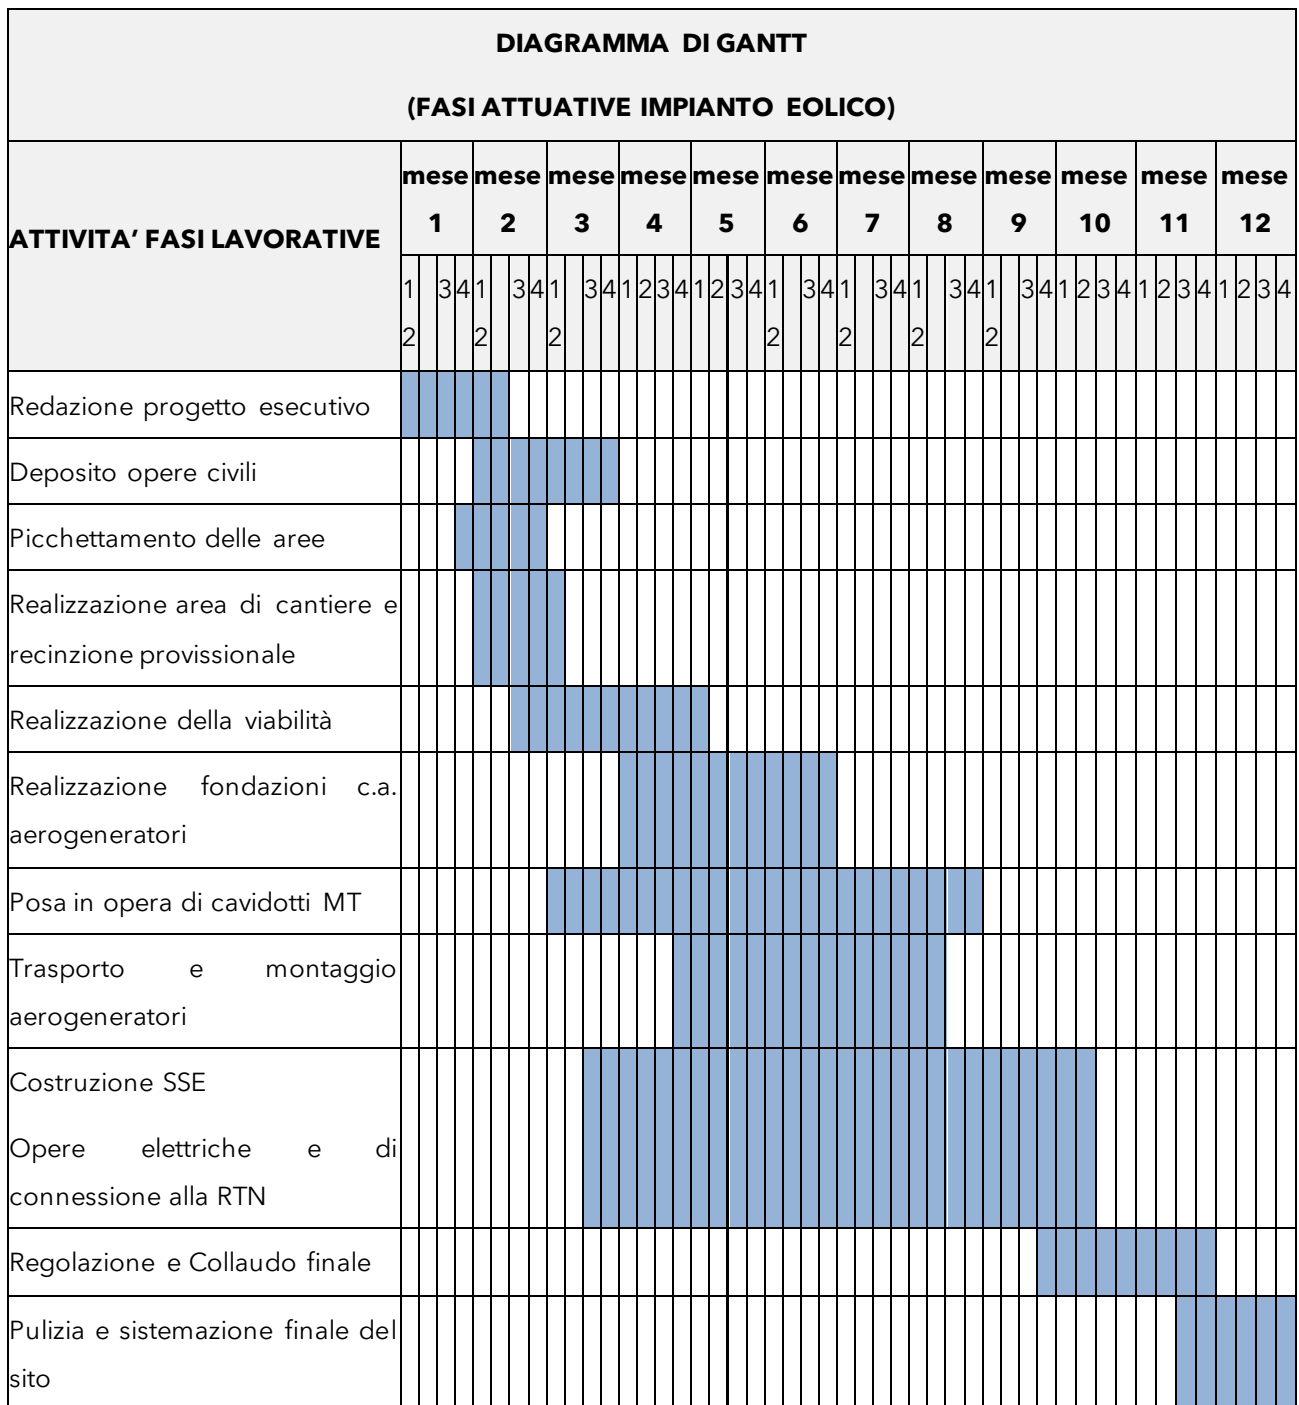 DIAGRAMMA DI GANTT
(FASI ATTUATIVE IMPIANTO EOLICO)
ATTIVITA’ FASI LAVORATIVE
mese mese mese mese mese mese mese mese mese mese mese mese
1 2 3 4 5 6 7 8 9 10 11 12
1 3 4 1 3 4 1 3 4 1 2 3 4 1 2 3 4 1 3 4 1 3 4 1 3 4 1 3 4 1 2 3 4 1 2 3 4 1 2 3 4
2 2 2 2 2 2 2
Redazione progetto esecutivo
Deposito opere civili
Picchettamento delle aree
Realizzazione area di cantiere e
recinzione provissionale
Realizzazione della viabilità
Realizzazione fondazioni c.a.
aerogeneratori
Posa in opera di cavidotti MT
Trasporto e montaggio
aerogeneratori
Costruzione SSE
Opere elettriche e di
connessione alla RTN
Regolazione e Collaudo finale
Pulizia e sistemazione finale del
sito